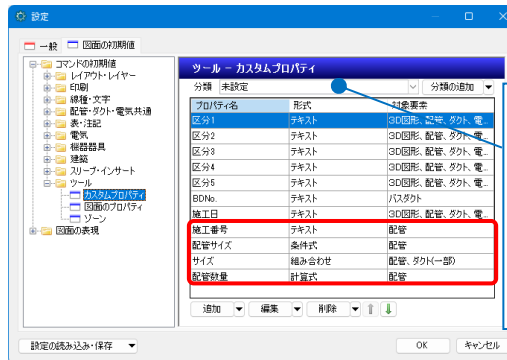 設定
一般 図面の初期値
コマンドの初期値
レイアウト・レイヤー
印刷
線種・文字
配管・ダクト・電気共通
表・注記
電気
機器器具
建築
スリーブ・インサート
ツール
カスタムプロパティ
図面のプロパティ
ゾーン
図面の表現
ツール - カスタムプロパティ
分類 未設定 分類の追加
プロパティ名 形式 対象要素
区分1 テキスト 3D図形、配管、ダクト、電...
区分2 テキスト 3D図形、配管、ダクト、電...
区分3 テキスト 3D図形、配管、ダクト、電...
区分4 テキスト 3D図形、配管、ダクト、電...
区分5 テキスト 3D図形、配管、ダクト、電...
BDNo. テキスト バスダクト
施工日 テキスト 3D図形、配管、ダクト、電...
施工番号 テキスト 配管
配管サイズ 条件式 配管
サイズ 組み合わせ 配管、ダクト(一部)
配管数量 計算式 配管
追加 編集 削除
設定の読み込み・保存 OK キャンセル